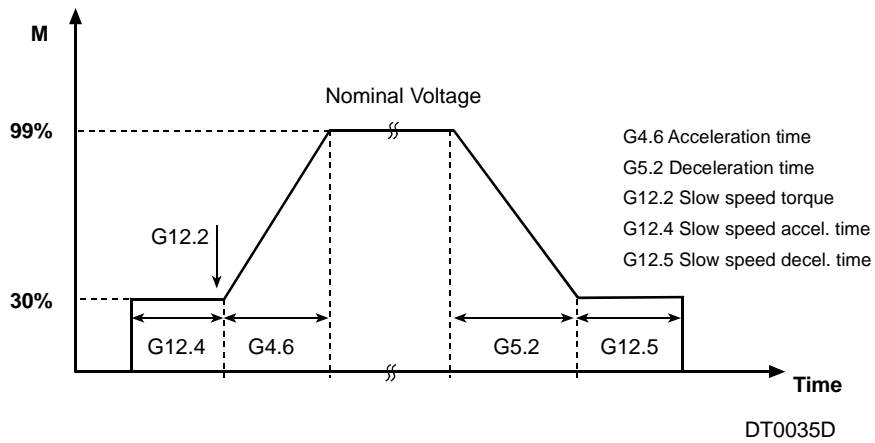 M
Nominal Voltage
99%
G4.6 Acceleration time
G5.2 Deceleration time
G12.2 Slow speed torque
G12.4 Slow speed accel. time
G12.5 Slow speed decel. time
G12.2
30%
G12.4 G4.6 G5.2 G12.5
Time
DT0035D